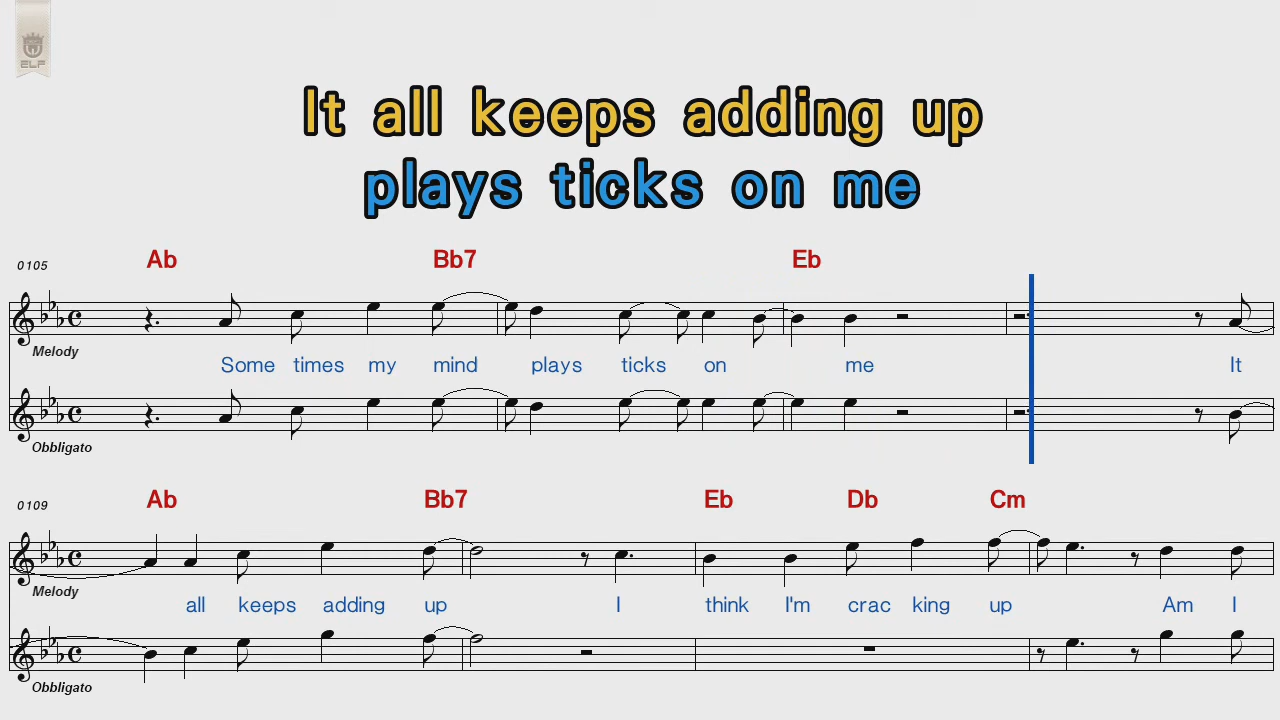 ELF
It all keeps adding up
plays ticks on me
0105 Ab Bb7 Eb
Melody
Some times my mind plays ticks on me It
Obbligato
0109 Ab Bb7 Eb Db Cm
Melody
all keeps adding up I think I'm crac king up Am I
Obbligato